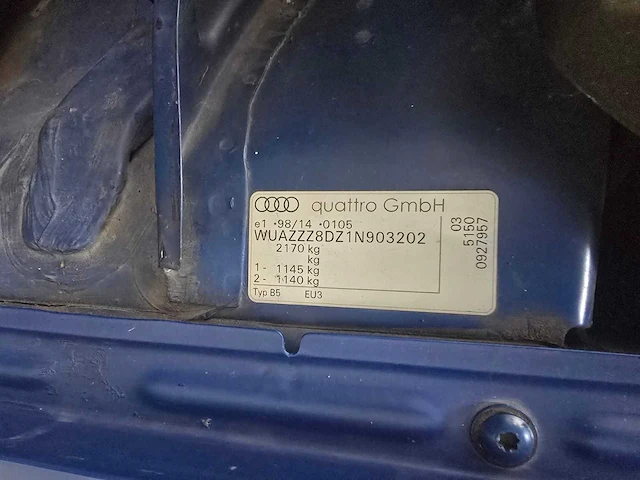 quattro GmbH
e1 *98/14 *0105
WUAZZZ8DZ1N903202
2170 kg
kg
1 - 1145 kg
2 - 1140 kg
Typ B5 EU3
03
5150
0927957